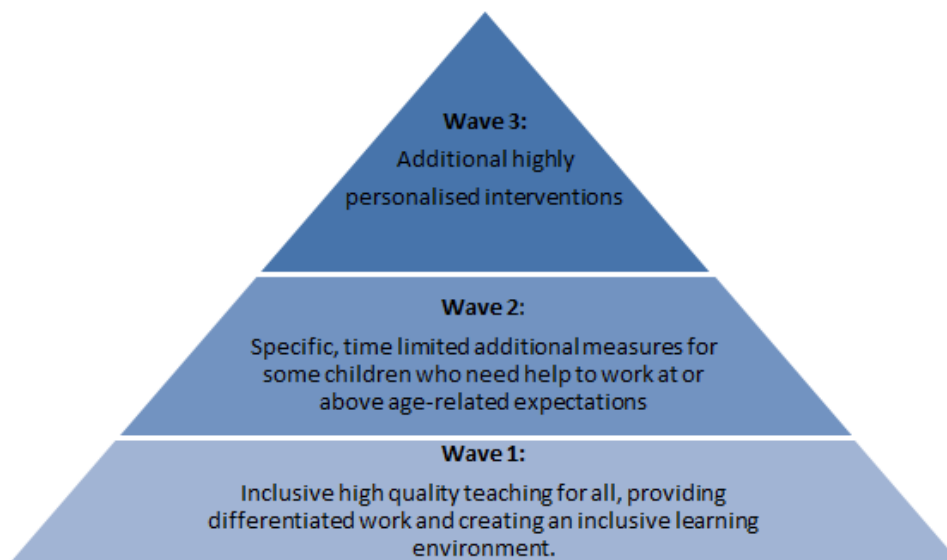 Wave 3:
Additional highly
personalised interventions
Wave 2:
Specific, time limited additional measures for
some children who need help to work at or
above age-related expectations
Wave 1:
Inclusive high quality teaching for all, providing
differentiated work and creating an inclusive learning
environment.